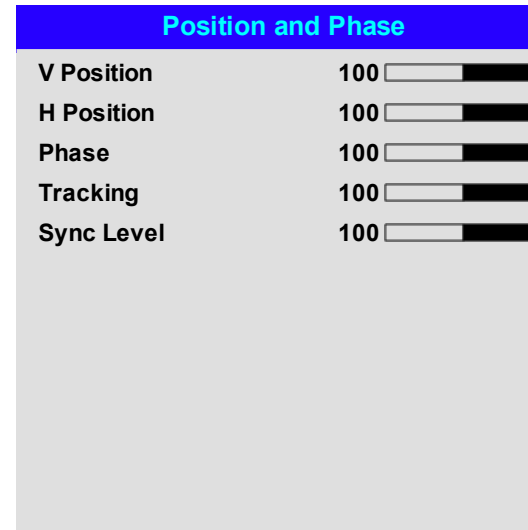 Position and Phase
V Position 100
H Position 100
Phase 100
Tracking 100
Sync Level 100